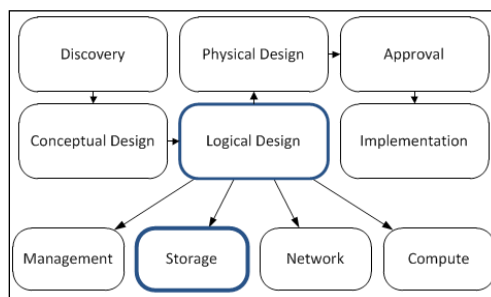 Discovery
Physical Design
Approval
Conceptual Design
Logical Design
Implementation
Management
Storage
Network
Compute